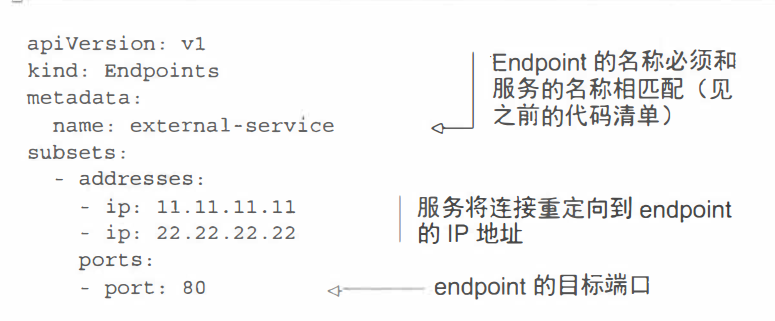 apiVersion: v1
kind: Endpoints
metadata:
  name: external-service
subsets:
  - addresses:
    - ip: 11.11.11.11
    - ip: 22.22.22.22
    ports:
    - port: 80
Endpoint 的名称必须和
服务的名称相匹配（见
之前的代码清单）
服务将连接重定向到 endpoint
的 IP 地址
endpoint 的目标端口